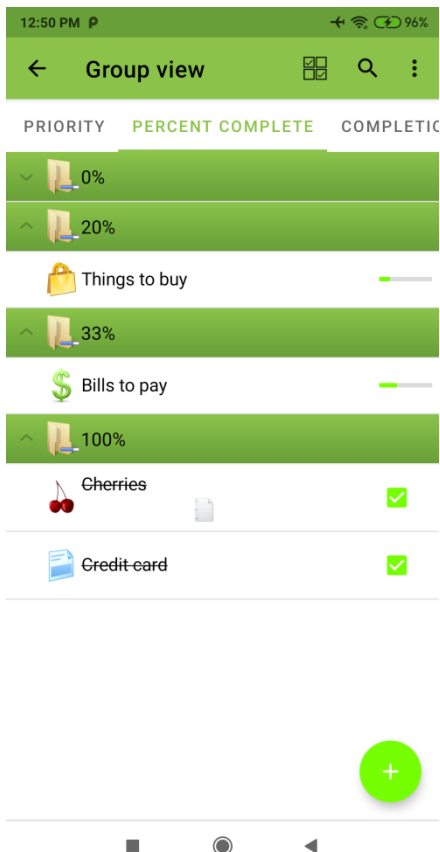 12:50 PM 96%
Group view
PRIORITY PERCENT COMPLETE COMPLETIO
0%
20%
Things to buy
33%
Bills to pay
100%
Cherries
Credit card